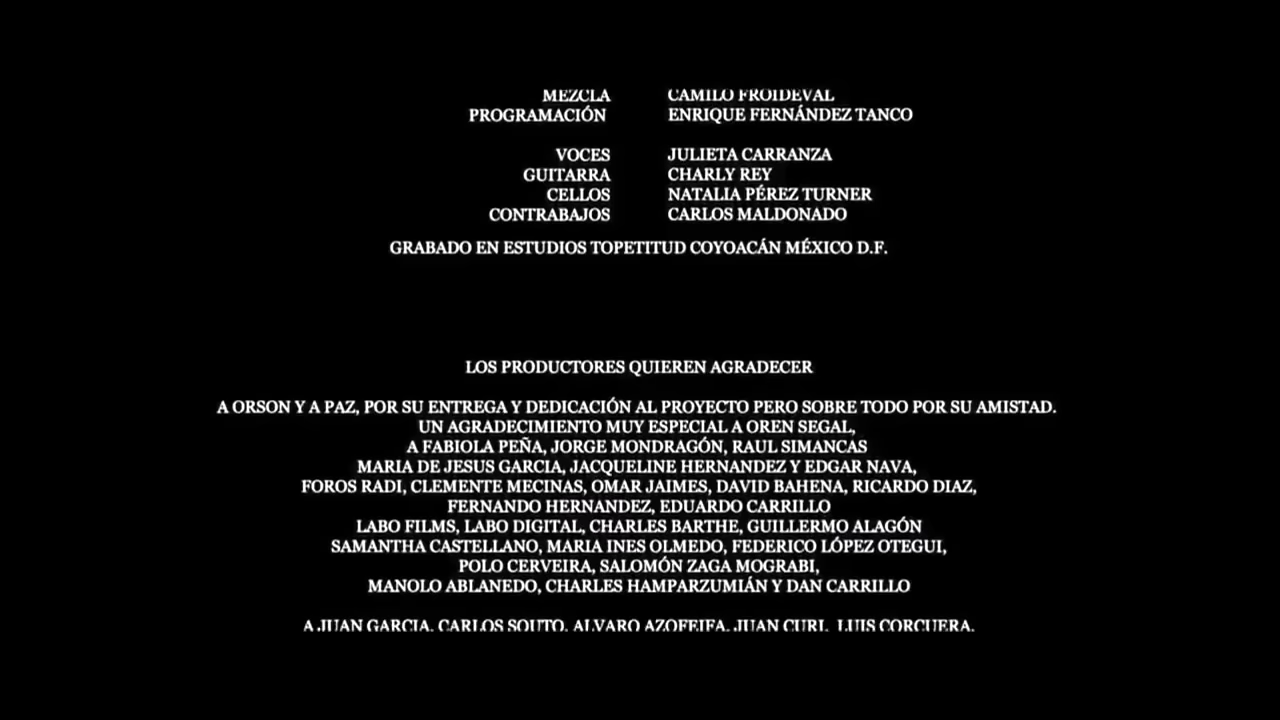 MEZCLA CAMILO FROIDEVAL
PROGRAMACIÓN ENRIQUE FERNÁNDEZ TANCO
VOCES JULIETA CARRANZA
GUITARRA CHARLY REY
CELLOS NATALIA PÉREZ TURNER
CONTRABAJOS CARLOS MALDONADO
GRABADO EN ESTUDIOS TOPETITUD COYOACÁN MÉXICO D.F.
LOS PRODUCTORES QUIEREN AGRADECER
A ORSON Y A PAZ, POR SU ENTREGA Y DEDICACIÓN AL PROYECTO PERO SOBRE TODO POR SU AMISTAD.
UN AGRADECIMIENTO MUY ESPECIAL A OREN SEGAL,
A FABIOLA PEÑA, JORGE MONDRAGÓN, RAUL SIMANCAS
MARIA DE JESUS GARCIA, JACQUELINE HERNANDEZ Y EDGAR NAVA,
FOROS RADI, CLEMENTE MECINAS, OMAR JAIMES, DAVID BAHENA, RICARDO DIAZ,
FERNANDO HERNANDEZ, EDUARDO CARRILLO
LABO FILMS, LABO DIGITAL, CHARLES BARTHE, GUILLERMO ALAGÓN
SAMANTHA CASTELLANO, MARIA INES OLMEDO, FEDERICO LÓPEZ OTEGUI,
POLO CERVEIRA, SALOMÓN ZAGA MOGRABI,
MANOLO ABLANEDO, CHARLES HAMPARZUMIÁN Y DAN CARRILLO
A JUAN GARCIA, CARLOS SOUTO, ALVARO AZOFEIFA, JUAN CURI, LUIS CORCUERA,